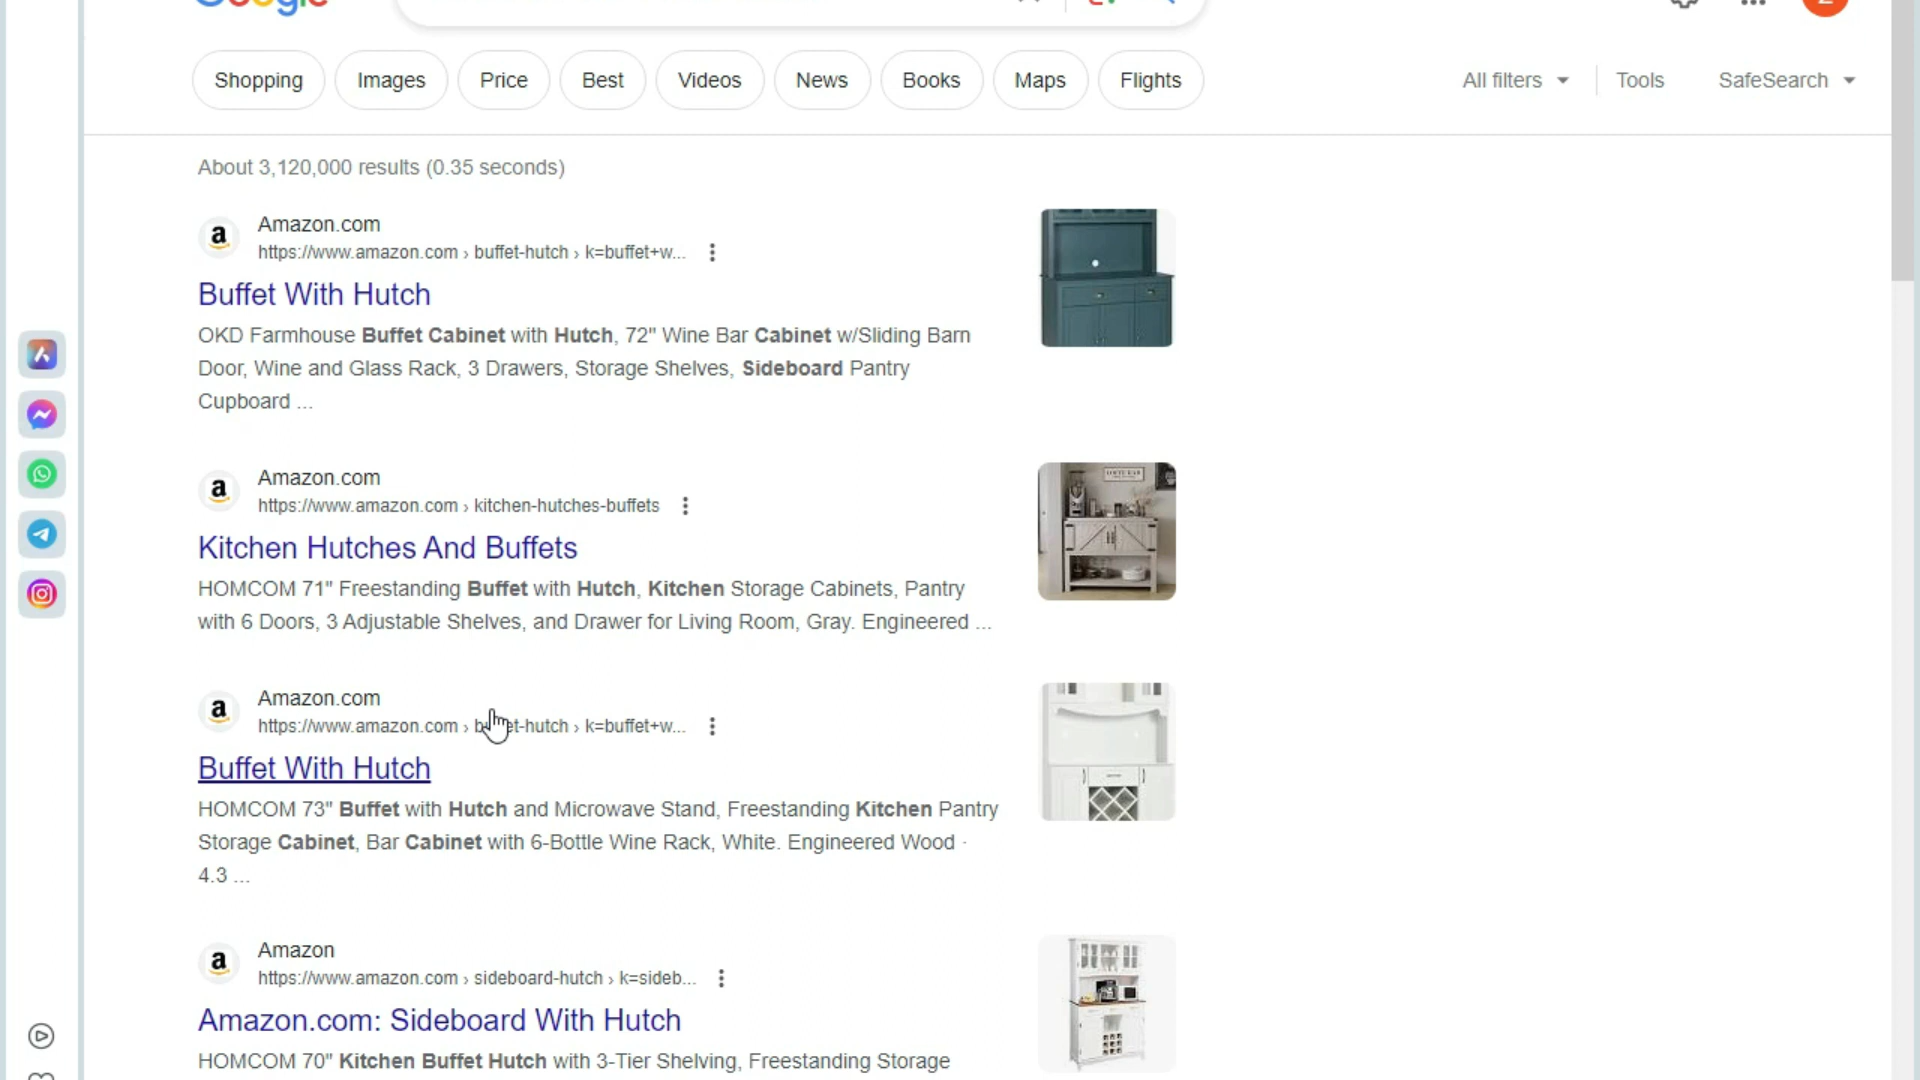 Google
Shopping
Images
Price
Best
Videos
News
Books
Maps
Flights
All filters
Tools
SafeSearch
About 3,120,000 results (0.35 seconds)
Amazon.com
https://www.amazon.com › buffet-hutch › k=buffet+w...
Buffet With Hutch
OKD Farmhouse Buffet Cabinet with Hutch, 72" Wine Bar Cabinet w/Sliding Barn
Door, Wine and Glass Rack, 3 Drawers, Storage Shelves, Sideboard Pantry
Cupboard ...
Amazon.com
https://www.amazon.com › kitchen-hutches-buffets
Kitchen Hutches And Buffets
HOMCOM 71" Freestanding Buffet with Hutch, Kitchen Storage Cabinets, Pantry
with 6 Doors, 3 Adjustable Shelves, and Drawer for Living Room, Gray. Engineered ...
Amazon.com
https://www.amazon.com › buffet-hutch › k=buffet+w...
Buffet With Hutch
HOMCOM 73" Buffet with Hutch and Microwave Stand, Freestanding Kitchen Pantry
Storage Cabinet, Bar Cabinet with 6-Bottle Wine Rack, White. Engineered Wood ·
4.3 ...
Amazon
https://www.amazon.com › sideboard-hutch › k=sideb...
Amazon.com: Sideboard With Hutch
HOMCOM 70" Kitchen Buffet Hutch with 3-Tier Shelving, Freestanding Storage